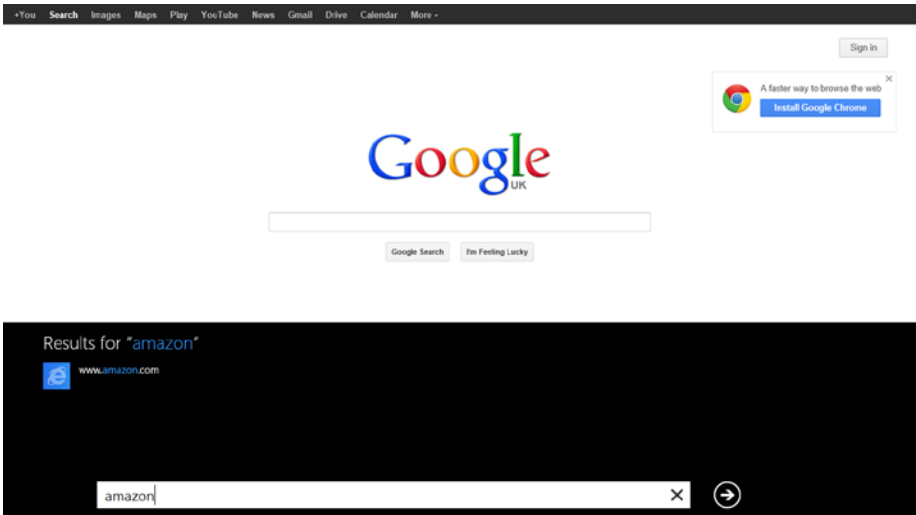 +You Search Images Maps Play YouTube News Gmail Drive Calendar More
Sign in
A faster way to browse the web
Install Google Chrome
Google
UK
Google Search I'm Feeling Lucky
Results for "amazon"
www.amazon.com
amazon